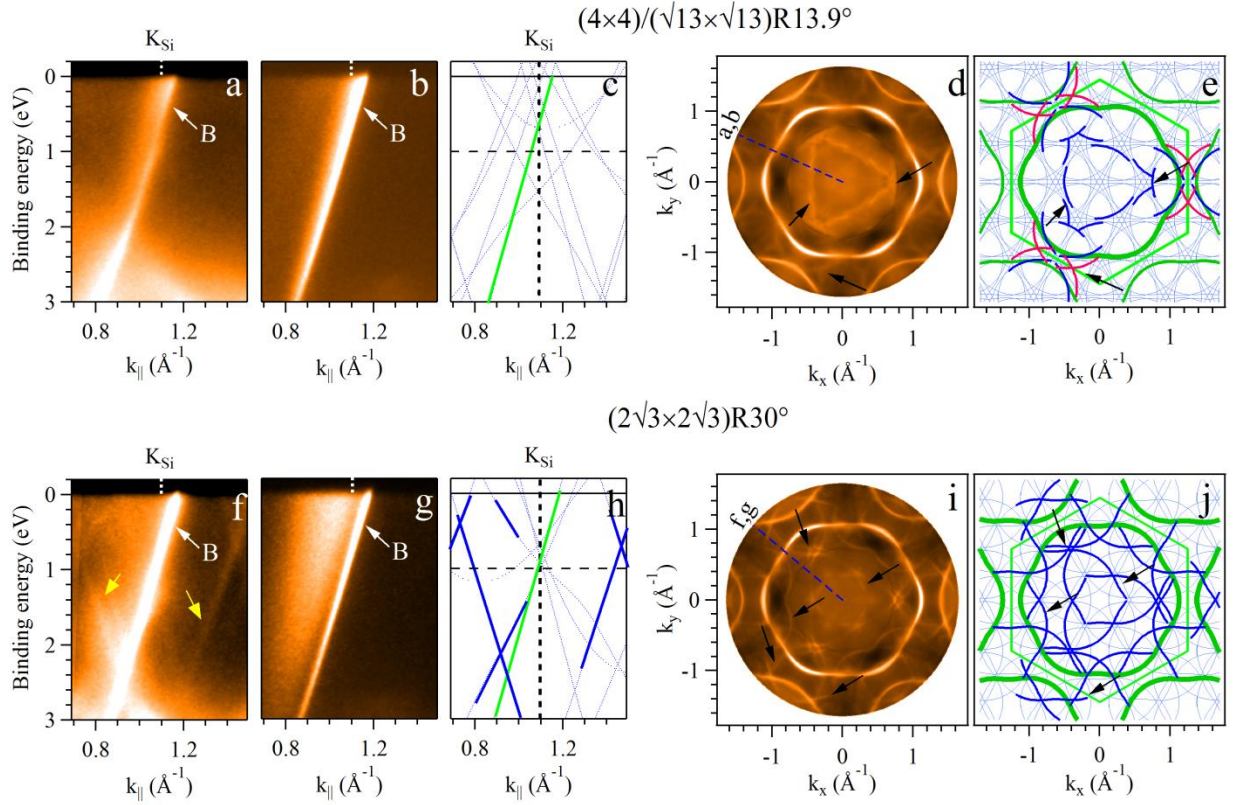 (4×4)/(√13×√13)R13.9°
K_Si
K_Si
a
b
c
d
e
B
B
a,b
Binding energy (eV)
0
1
2
3
0.8
1.2
0.8
1.2
0.8
1.2
k_|| (Å⁻¹)
k_|| (Å⁻¹)
k_|| (Å⁻¹)
k_y (Å⁻¹)
1
0
-1
-1
0
1
-1
0
1
k_x (Å⁻¹)
k_x (Å⁻¹)
(2√3×2√3)R30°
K_Si
K_Si
f
g
h
i
j
B
B
f,g
Binding energy (eV)
0
1
2
3
0.8
1.2
0.8
1.2
0.8
1.2
k_|| (Å⁻¹)
k_|| (Å⁻¹)
k_|| (Å⁻¹)
k_y (Å⁻¹)
1
0
-1
-1
0
1
-1
0
1
k_x (Å⁻¹)
k_x (Å⁻¹)